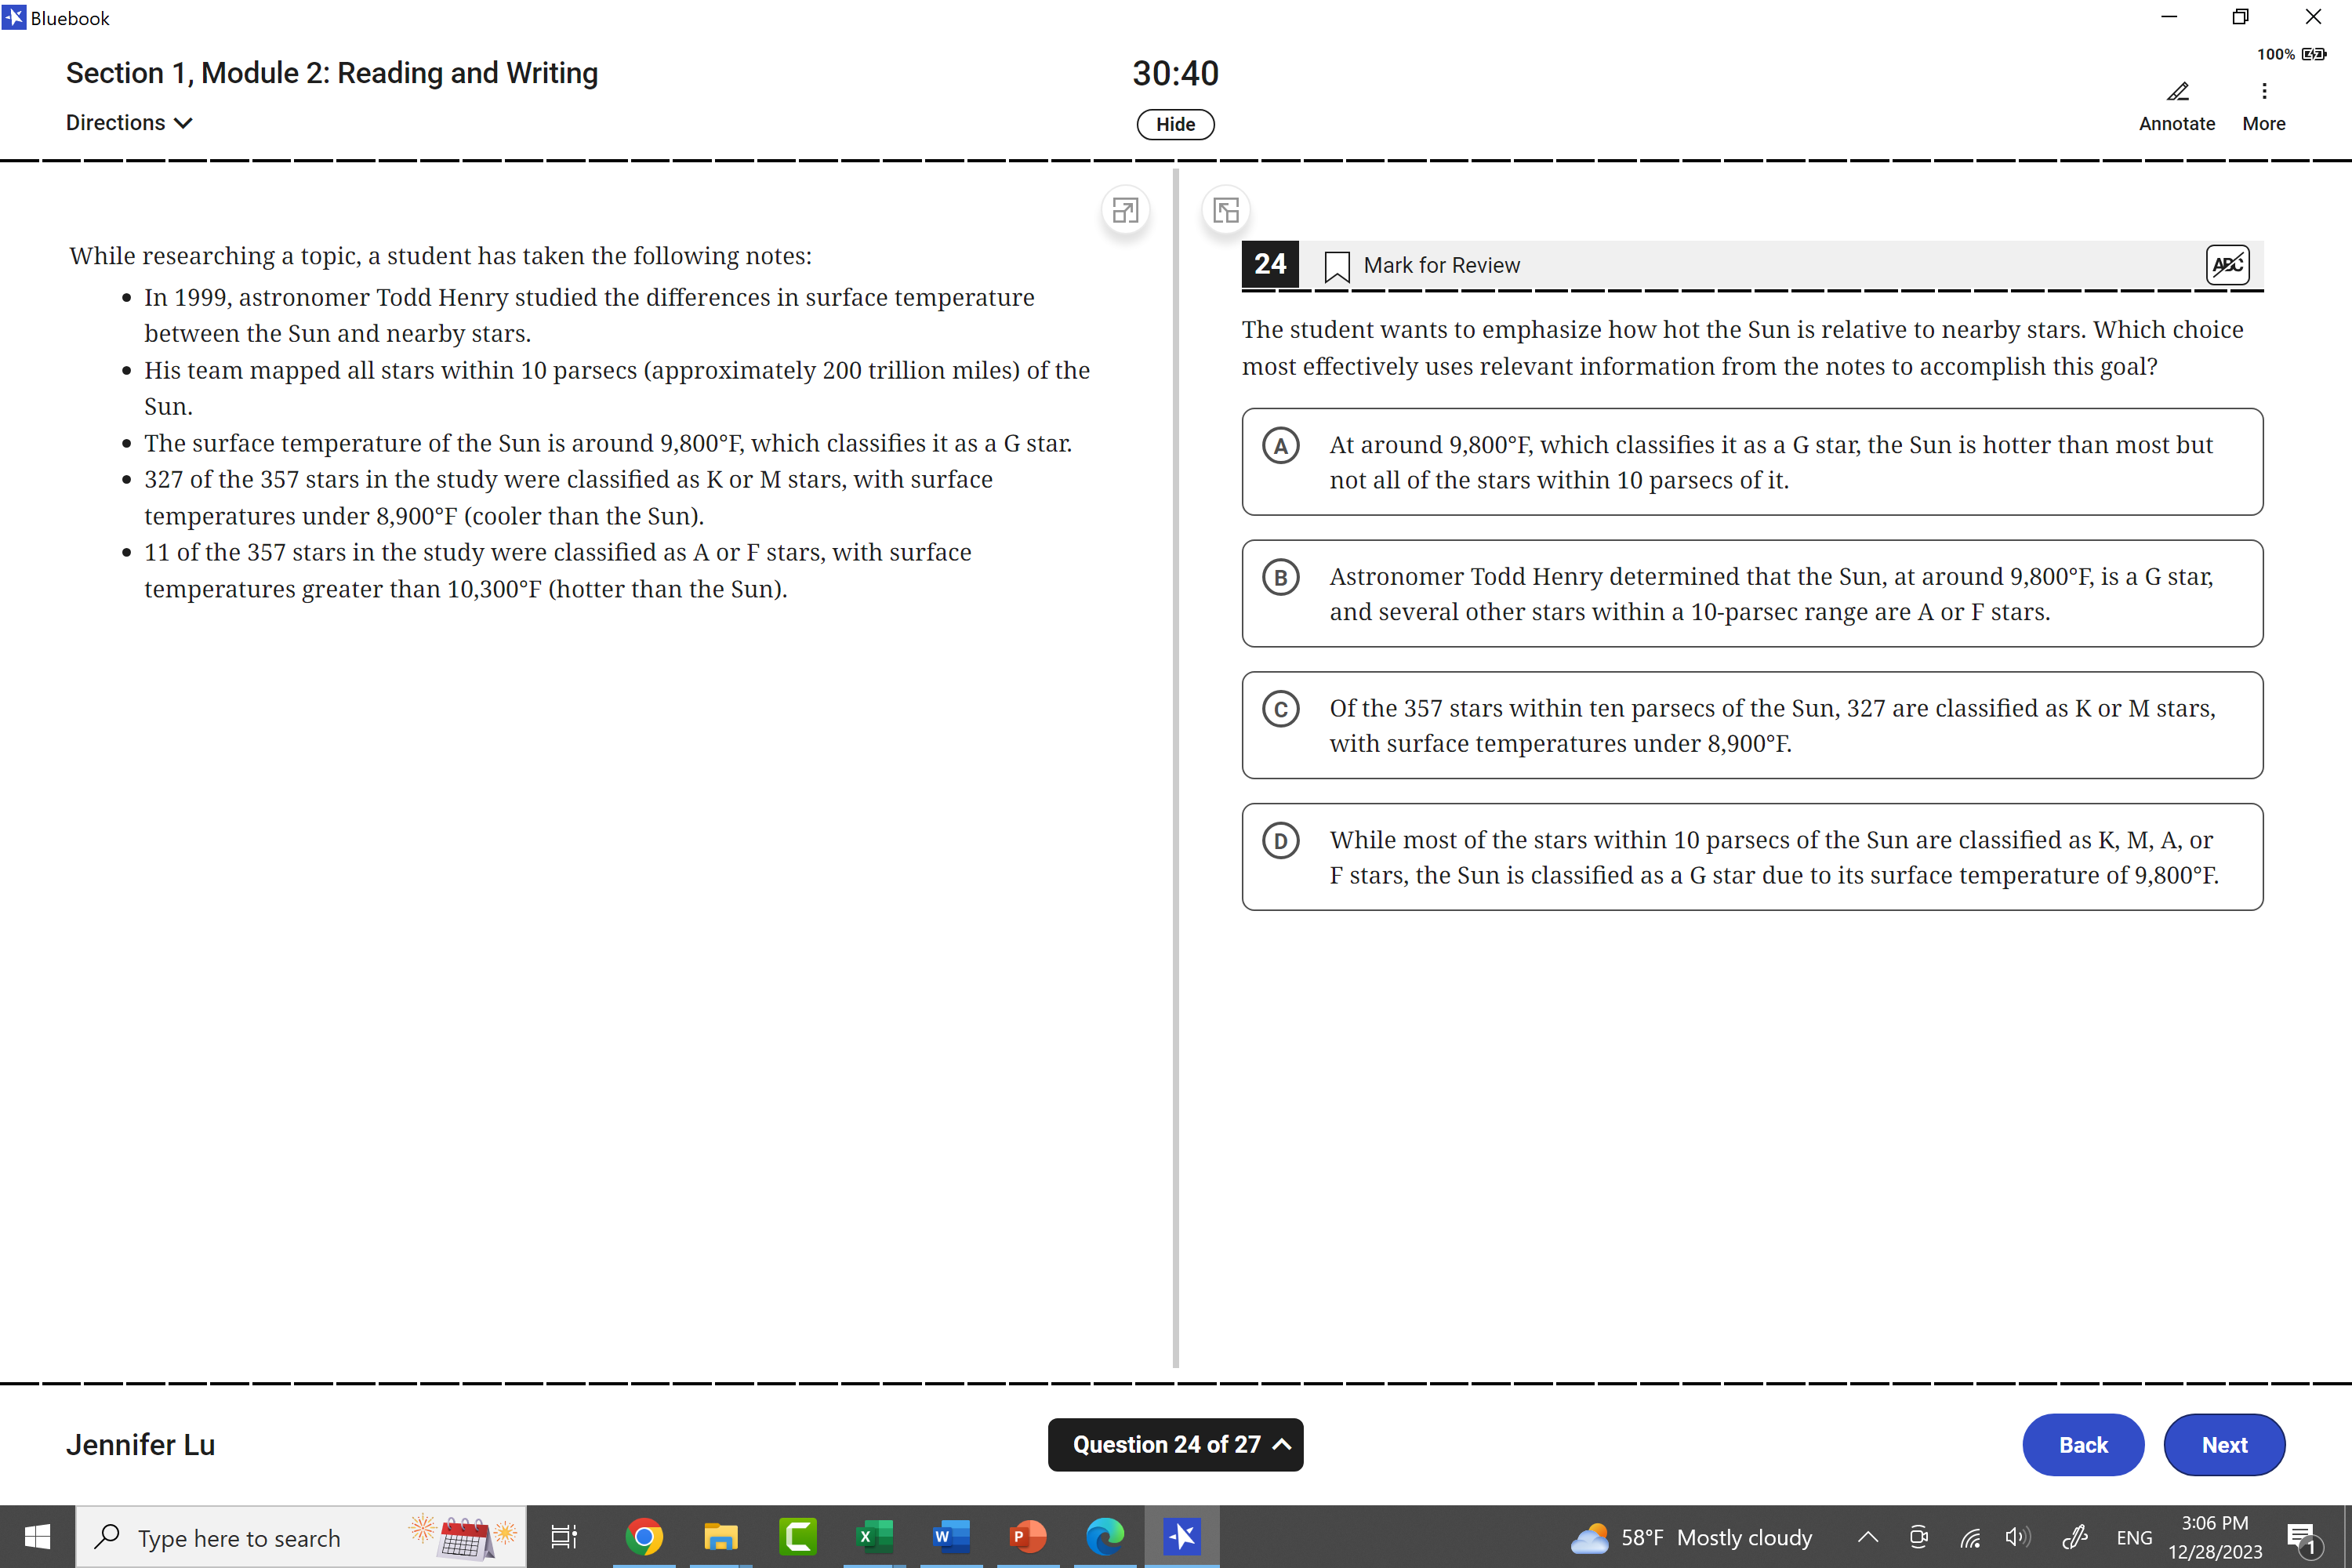 Bluebook
Section 1, Module 2: Reading and Writing
30:40
100%
Directions
Hide
Annotate
More
While researching a topic, a student has taken the following notes:
• In 1999, astronomer Todd Henry studied the differences in surface temperature
between the Sun and nearby stars.
• His team mapped all stars within 10 parsecs (approximately 200 trillion miles) of the
Sun.
• The surface temperature of the Sun is around 9,800°F, which classifies it as a G star.
• 327 of the 357 stars in the study were classified as K or M stars, with surface
temperatures under 8,900°F (cooler than the Sun).
• 11 of the 357 stars in the study were classified as A or F stars, with surface
temperatures greater than 10,300°F (hotter than the Sun).
24
Mark for Review
ABC
The student wants to emphasize how hot the Sun is relative to nearby stars. Which choice
most effectively uses relevant information from the notes to accomplish this goal?
A At around 9,800°F, which classifies it as a G star, the Sun is hotter than most but
not all of the stars within 10 parsecs of it.
B Astronomer Todd Henry determined that the Sun, at around 9,800°F, is a G star,
and several other stars within a 10-parsec range are A or F stars.
C Of the 357 stars within ten parsecs of the Sun, 327 are classified as K or M stars,
with surface temperatures under 8,900°F.
D While most of the stars within 10 parsecs of the Sun are classified as K, M, A, or
F stars, the Sun is classified as a G star due to its surface temperature of 9,800°F.
Jennifer Lu
Question 24 of 27
Back
Next
Type here to search
58°F Mostly cloudy
ENG
3:06 PM
12/28/2023
1